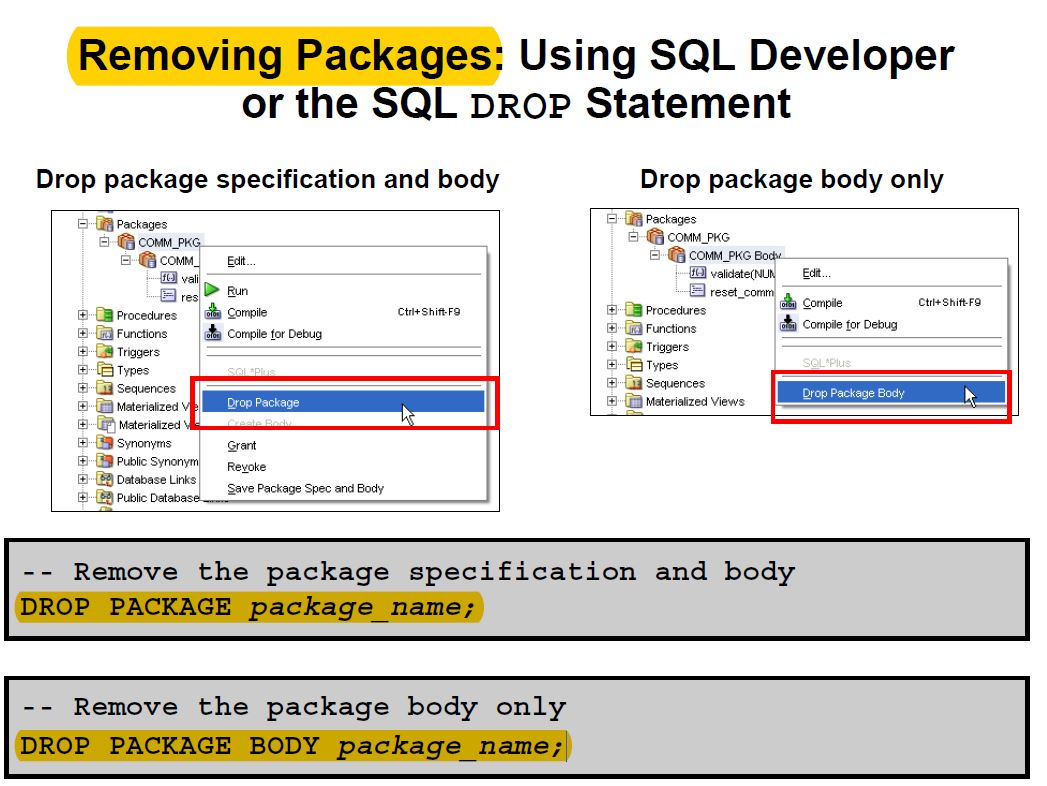 Removing Packages: Using SQL Developer
or the SQL DROP Statement
Drop package specification and body
Packages
COMM_PKG
COMM_
vali
res
Procedures
Functions
Triggers
Types
Sequences
Materialized Vie
Materialized Vie
Synonyms
Public Synonym
Database Links
Public Database Links
Edit...
Run
Compile Ctrl+Shift-F9
Compile for Debug
SQL*Plus
Drop Package
Create Body
Grant
Revoke
Save Package Spec and Body
Drop package body only
Packages
COMM_PKG
COMM_PKG Body
validate(NUM
reset_comm
Procedures
Functions
Triggers
Types
Sequences
Materialized Views
Edit...
Compile Ctrl+Shift-F9
Compile for Debug
SQL*Plus
Drop Package Body
-- Remove the package specification and body
DROP PACKAGE package_name;
-- Remove the package body only
DROP PACKAGE BODY package_name;